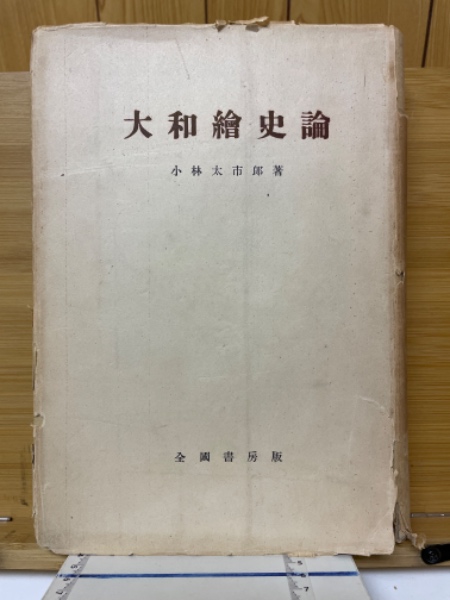 大和繪史論
小林太市郎著
全國書房版